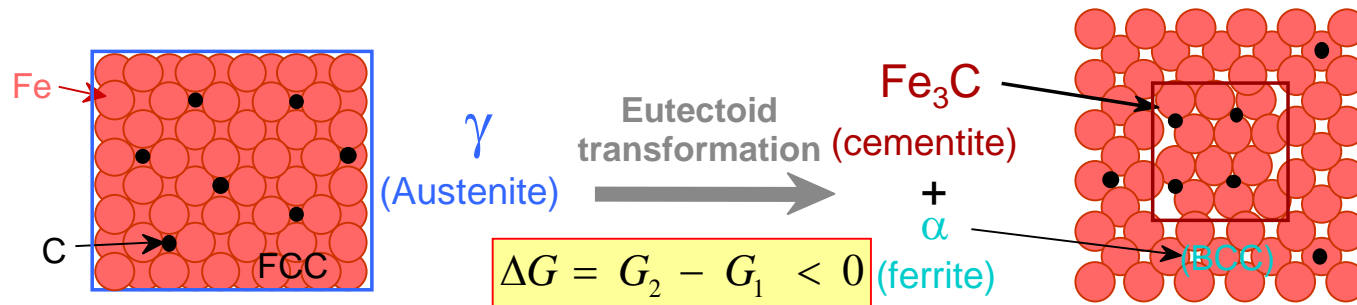 Fe
C
FCC
γ
(Austenite)
Eutectoid
transformation
ΔG = G₂ − G₁ < 0
Fe₃C
(cementite)
+
α
(ferrite)
(BCC)